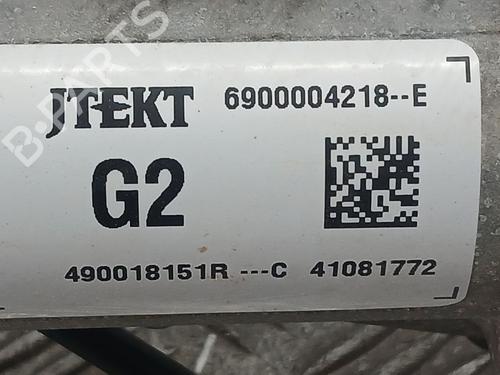 B-PARTS
JTEKT 6900004218--E
G2
490018151R ---C 41081772